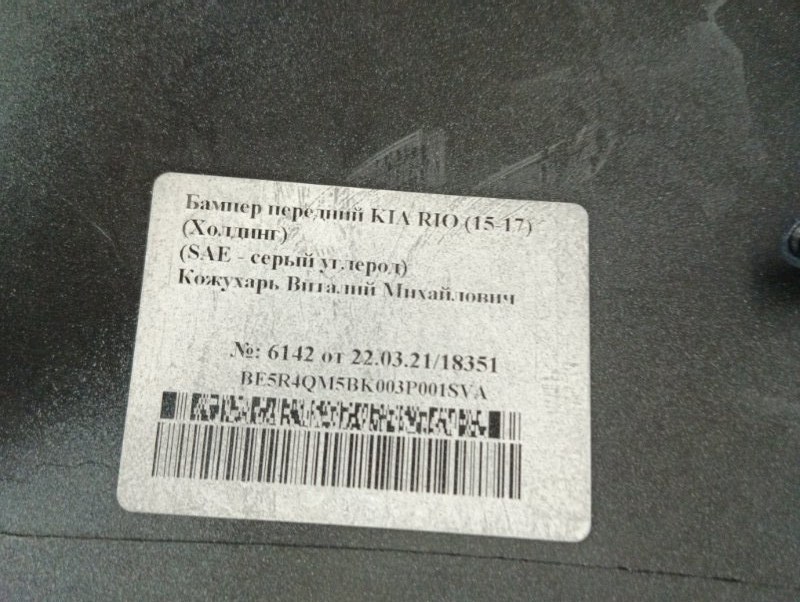 Бампер передний KIA RIO (15-17)
(Холдинг)
(SAE - серый углерод)
Кожухарь Виталий Михайлович
№: 6142 от 22.03.21/18351
BE5R4QM5BK003P001SVA